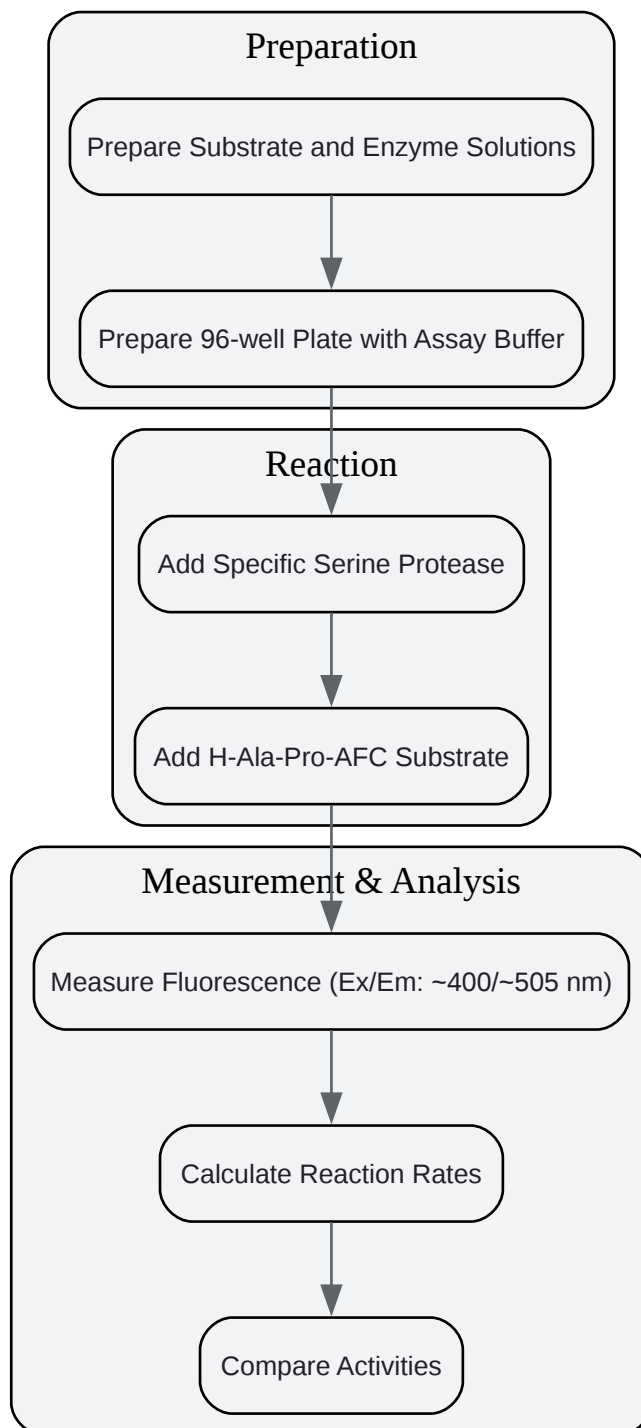 Preparation
Prepare Substrate and Enzyme Solutions
Prepare 96-well Plate with Assay Buffer
Reaction
Add Specific Serine Protease
Add H-Ala-Pro-AFC Substrate
Measurement & Analysis
Measure Fluorescence (Ex/Em: ~400/~505 nm)
Calculate Reaction Rates
Compare Activities